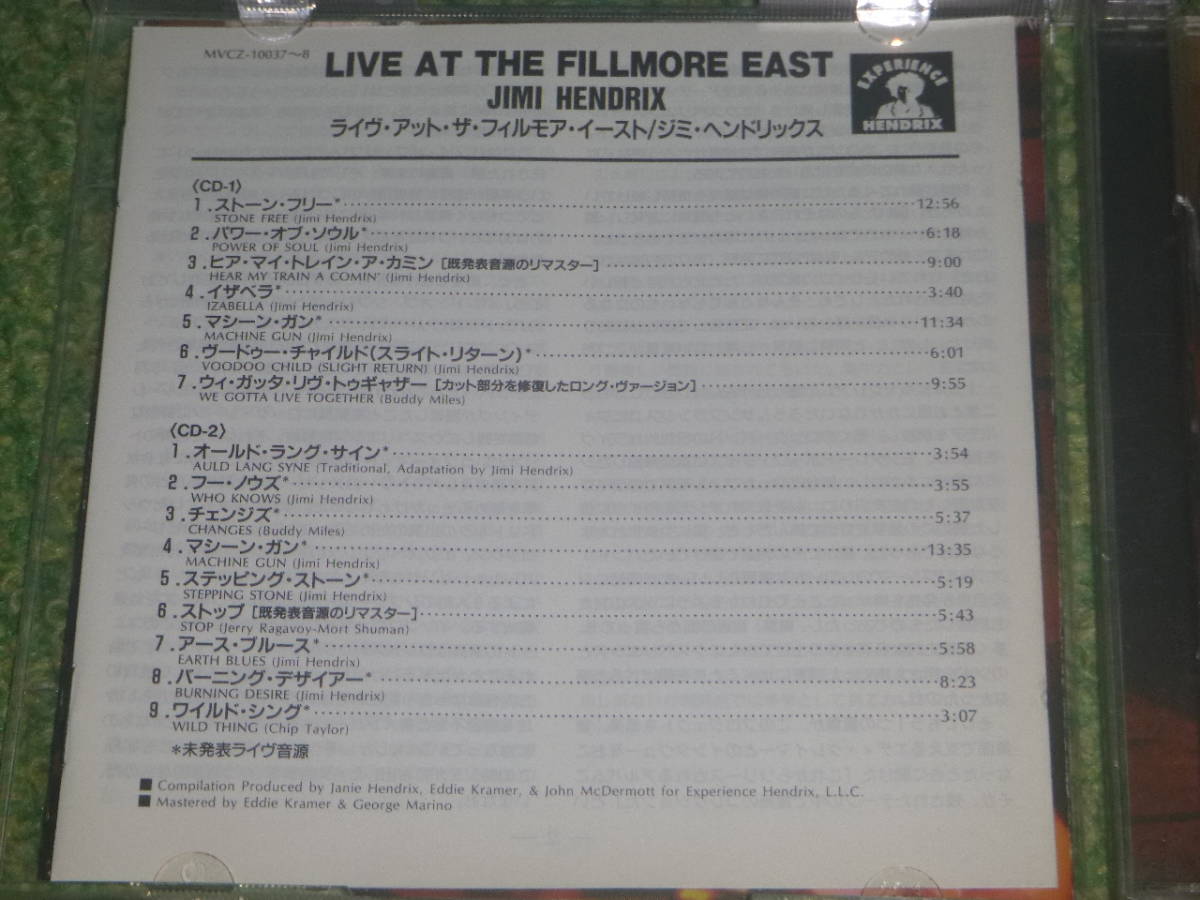 MVCZ-10037〜8
LIVE AT THE FILLMORE EAST
JIMI HENDRIX
ライヴ・アット・ザ・フィルモア・イースト/ジミ・ヘンドリックス
EXPERIENCE
HENDRIX
〈CD-1〉
1.ストーン・フリー* 12:56
STONE FREE (Jimi Hendrix)
2.パワー・オブ・ソウル* 6:18
POWER OF SOUL (Jimi Hendrix)
3.ヒア・マイ・トレイン・ア・カミン [既発表音源のリマスター] 9:00
HEAR MY TRAIN A COMIN' (Jimi Hendrix)
4.イザベラ* 3:40
IZABELLA (Jimi Hendrix)
5.マシーン・ガン* 11:34
MACHINE GUN (Jimi Hendrix)
6.ヴードゥー・チャイルド(スライト・リターン)* 6:01
VOODOO CHILD (SLIGHT RETURN) (Jimi Hendrix)
7.ウィ・ガッタ・リヴ・トゥギャザー [カット部分を修復したロング・ヴァージョン] 9:55
WE GOTTA LIVE TOGETHER (Buddy Miles)
〈CD-2〉
1.オールド・ラング・サイン* 3:54
AULD LANG SYNE (Traditional, Adaptation by Jimi Hendrix)
2.フー・ノウズ* 3:55
WHO KNOWS (Jimi Hendrix)
3.チェンジズ* 5:37
CHANGES (Buddy Miles)
4.マシーン・ガン* 13:35
MACHINE GUN (Jimi Hendrix)
5.ステッピング・ストーン* 5:19
STEPPING STONE (Jimi Hendrix)
6.ストップ [既発表音源のリマスター] 5:43
STOP (Jerry Ragavoy-Mort Shuman)
7.アース・ブルース* 5:58
EARTH BLUES (Jimi Hendrix)
8.バーニング・デザイアー* 8:23
BURNING DESIRE (Jimi Hendrix)
9.ワイルド・シング* 3:07
WILD THING (Chip Taylor)
*未発表ライヴ音源
■ Compilation Produced by Janie Hendrix, Eddie Kramer, & John McDermott for Experience Hendrix, L.L.C.
■ Mastered by Eddie Kramer & George Marino